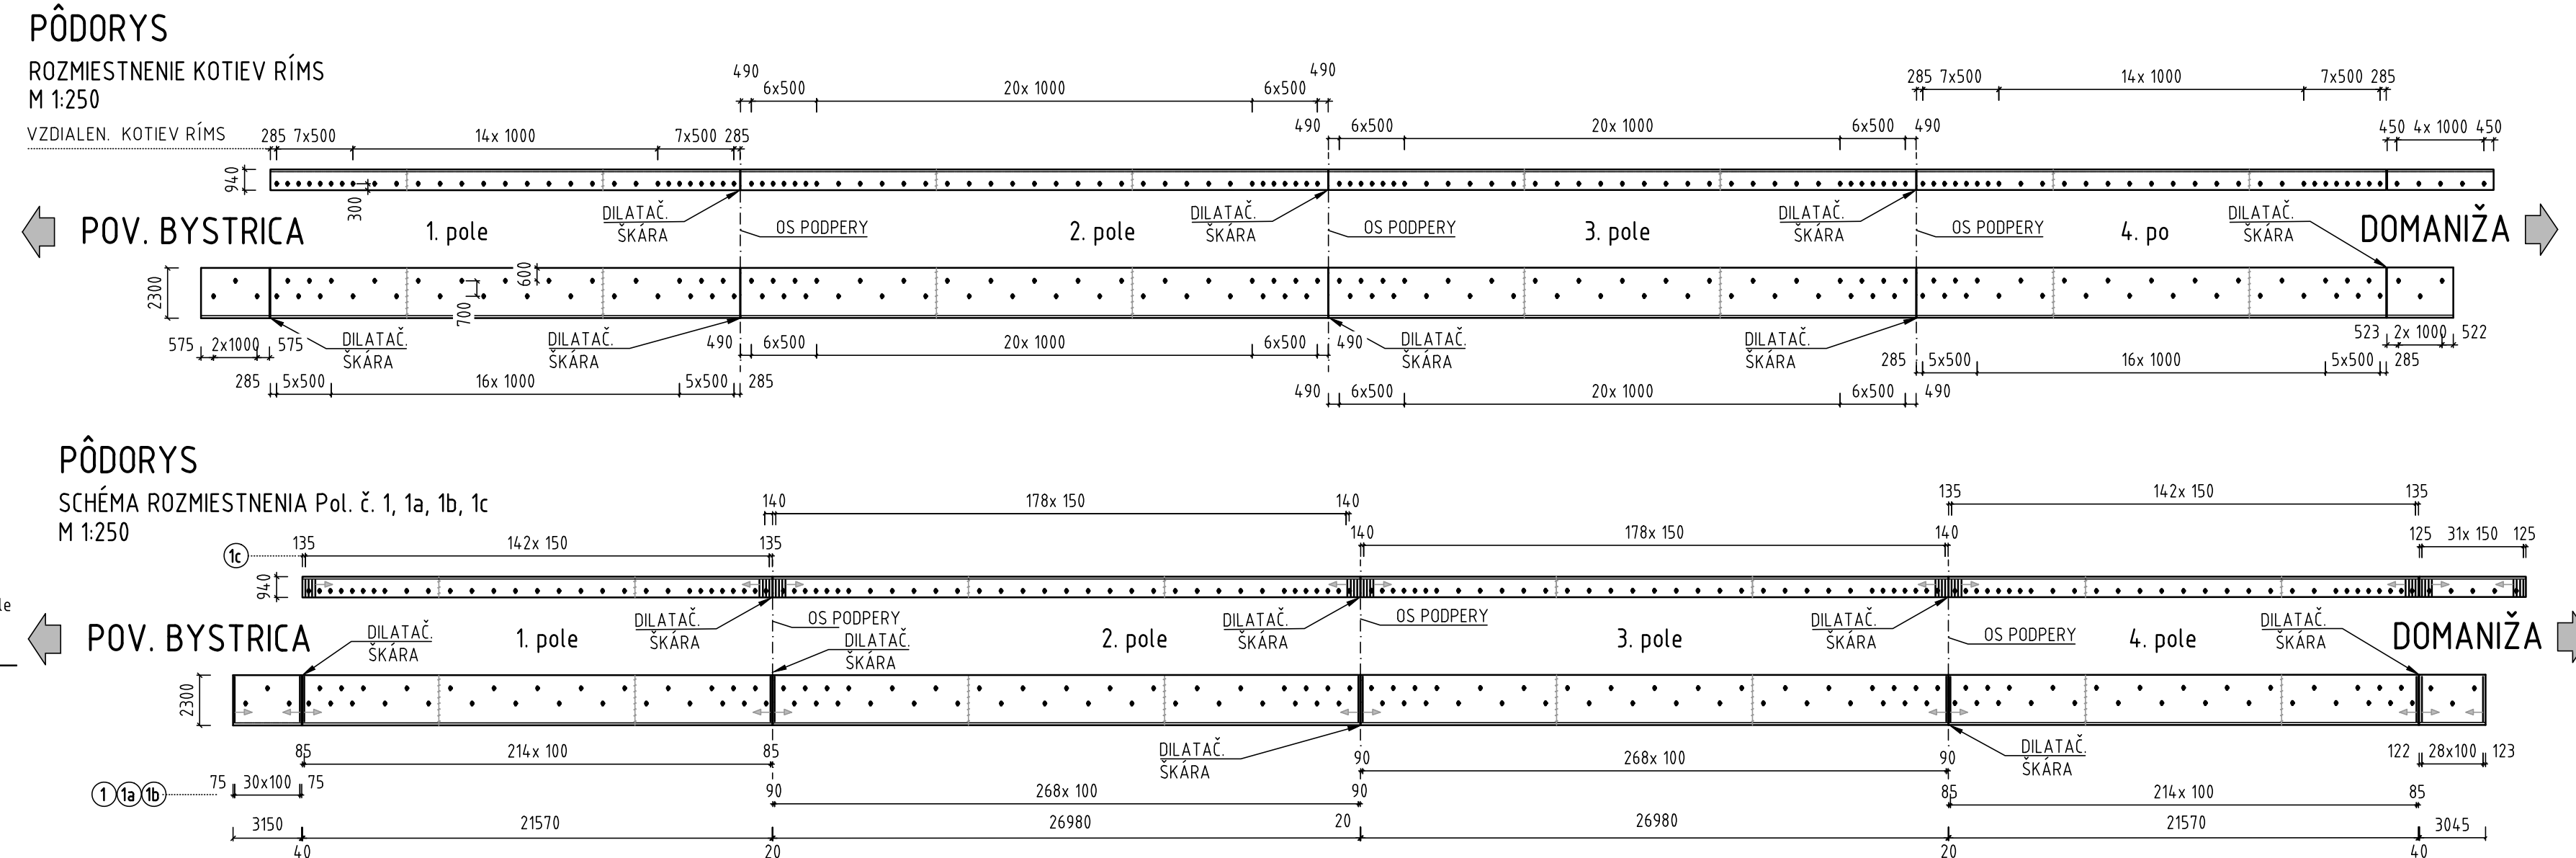 PÔDORYS
ROZMIESTNENIE KOTIEV RÍMS
M 1:250
VZDIALEN. KOTIEV RÍMS
285 7x500 14x 1000 7x500 285
490 6x500 20x 1000 6x500 490
490 6x500 20x 1000 6x500 490
285 7x500 14x 1000 7x500 285
450 4x 1000 450
940
300
DILATAČ.
ŠKÁRA
OS PODPERY
DILATAČ.
ŠKÁRA
OS PODPERY
DILATAČ.
ŠKÁRA
OS PODPERY
DILATAČ.
ŠKÁRA
POV. BYSTRICA 1. pole 2. pole 3. pole 4. po DOMANIŽA
2300
600
700
DILATAČ.
ŠKÁRA
DILATAČ.
ŠKÁRA
DILATAČ.
ŠKÁRA
DILATAČ.
ŠKÁRA
575 2x1000 575
490 6x500 20x 1000 6x500 490
523 2x 1000 522
285 5x500 16x 1000 5x500 285
285 5x500 16x 1000 5x500 285
490 6x500 20x 1000 6x500 490
PÔDORYS
SCHÉMA ROZMIESTNENIA Pol. č. 1, 1a, 1b, 1c
M 1:250
1c
135 142x 150 135
140 178x 150 140
140 178x 150 140
135 142x 150 135
125 31x 150 125
940
le
DILATAČ.
ŠKÁRA
DILATAČ.
ŠKÁRA
OS PODPERY
DILATAČ.
ŠKÁRA
DILATAČ.
ŠKÁRA
OS PODPERY
DILATAČ.
ŠKÁRA
OS PODPERY
DILATAČ.
ŠKÁRA
POV. BYSTRICA 1. pole 2. pole 3. pole 4. pole DOMANIŽA
2300
DILATAČ.
ŠKÁRA
DILATAČ.
ŠKÁRA
85 214x 100 85
90 268x 100 90
122 28x100 123
1 1a 1b
75 30x100 75
90 268x 100 90
85 214x 100 85
3150 21570 26980 20 26980 21570 3045
40 20 20 40